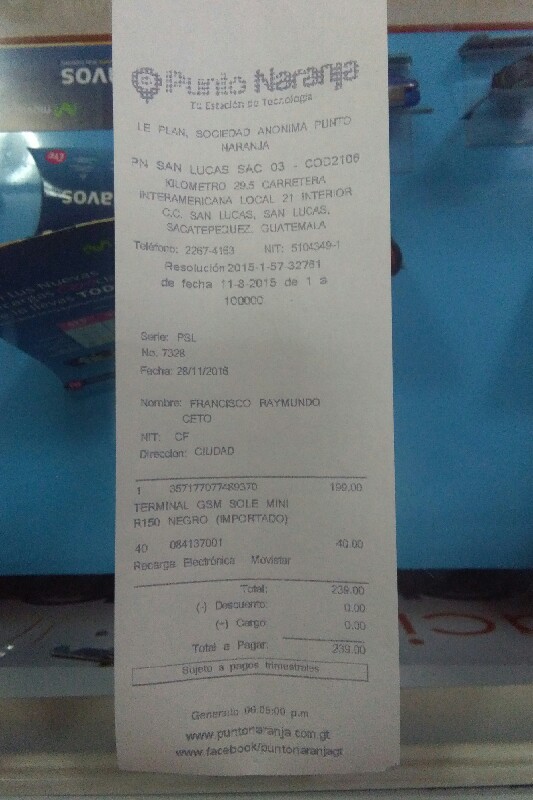 Punto Naranja
Tu Estación de Tecnología
LE PLAN, SOCIEDAD ANONIMA PUNTO
NARANJA
PN SAN LUCAS SAC 03 - COD2106
KILOMETRO 29.5 CARRETERA
INTERAMERICANA LOCAL 21 INTERIOR
C.C. SAN LUCAS, SAN LUCAS,
SACATEPEQUEZ, GUATEMALA
Teléfono: 2267-4163 NIT: 5104349-1
Resolución 2015-1-57-32761
de fecha 11-8-2015 de 1 a
100000
Serie: PSL
No. 7328
Fecha: 28/11/2016
Nombre: FRANCISCO RAYMUNDO
CETO
NIT: CF
Direccion: CIUDAD
1 357177077489370 199.00
TERMINAL GSM SOLE MINI
R150 NEGRO (IMPORTADO)
40 084137001 40.00
Recarga Electrónica Movistar
Total: 239.00
(-) Descuento: 0.00
(+) Cargo: 0.00
Total a Pagar: 239.00
Sujeto a pagos trimestrales
Generado 06:09:00 p.m
www.puntonaranja.com.gt
www.facebook/puntonaranjagt